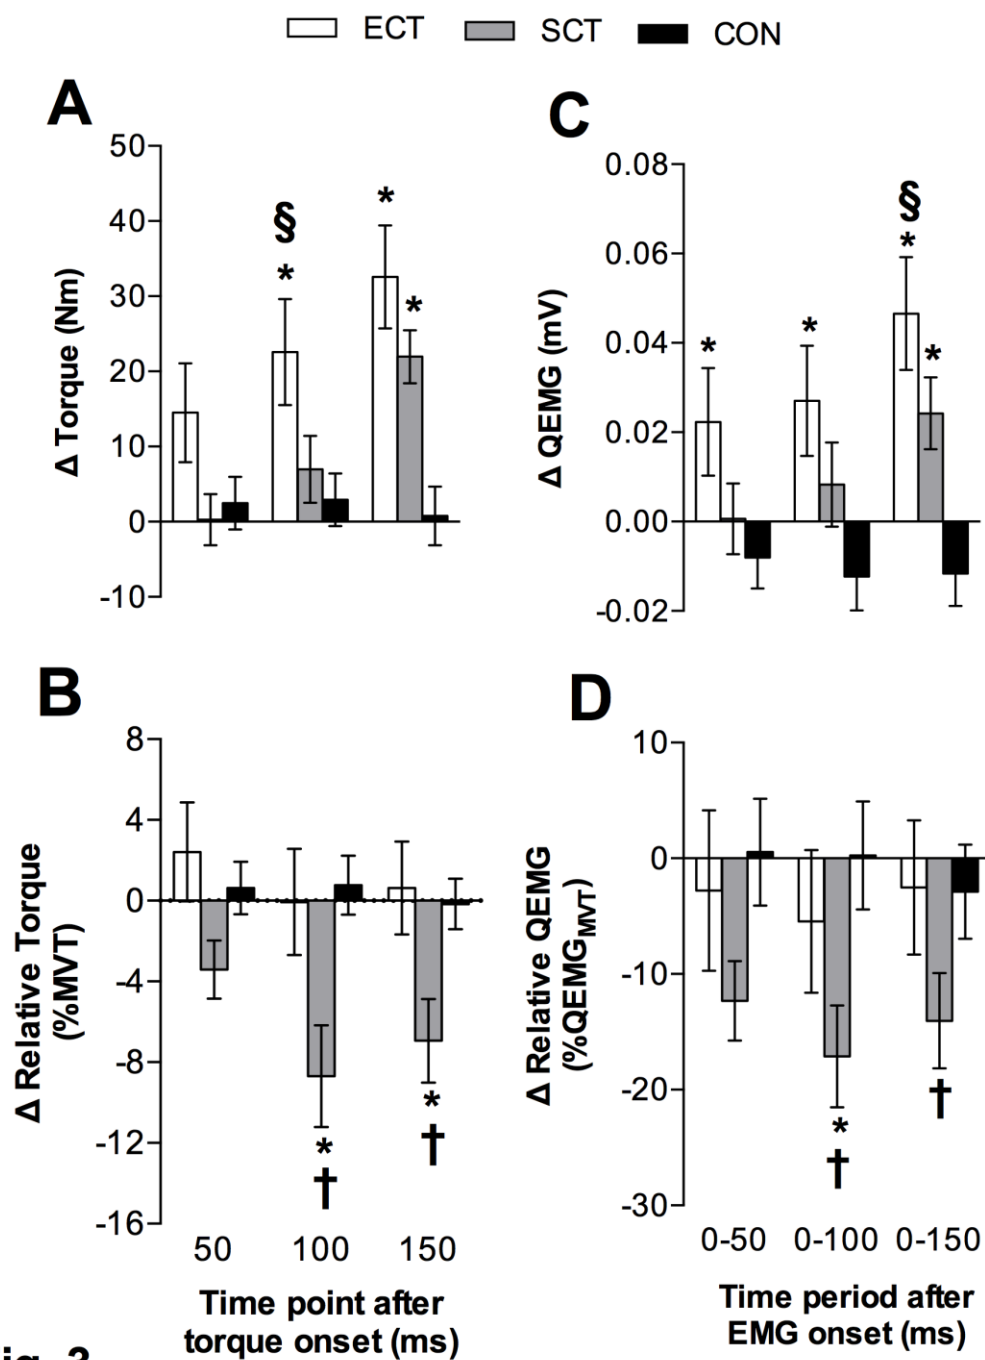 ECT SCT CON
A
50
40
30
20
10
0
-10
Δ Torque (Nm)
§
*
*
*
C
0.08
0.06
0.04
0.02
0.00
-0.02
Δ QEMG (mV)
*
*
§
*
*
B
8
4
0
-4
-8
-12
-16
Δ Relative Torque
(%MVT)
*
†
*
†
50 100 150
Time point after
torque onset (ms)
D
10
0
-10
-20
-30
Δ Relative QEMG
(%QEMGMVT)
*
†
†
0-50 0-100 0-150
Time period after
EMG onset (ms)